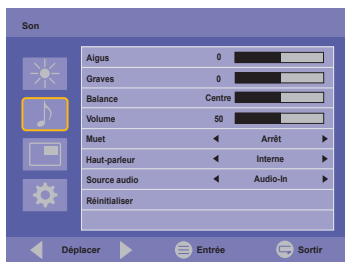 Son
Aigus 0
Graves 0
Balance Centre
Volume 50
Muet Arrêt
Haut-parleur Interne
Source audio Audio-In
Réinitialiser
Déplacer Entrée Sortir